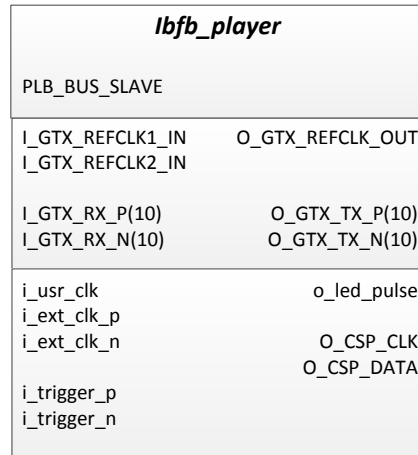 Ibfb_player
PLB_BUS_SLAVE
I_GTX_REFCLK1_IN O_GTX_REFCLK_OUT
I_GTX_REFCLK2_IN
I_GTX_RX_P(10) O_GTX_TX_P(10)
I_GTX_RX_N(10) O_GTX_TX_N(10)
i_usr_clk o_led_pulse
i_ext_clk_p
i_ext_clk_n O_CSP_CLK
O_CSP_DATA
i_trigger_p
i_trigger_n